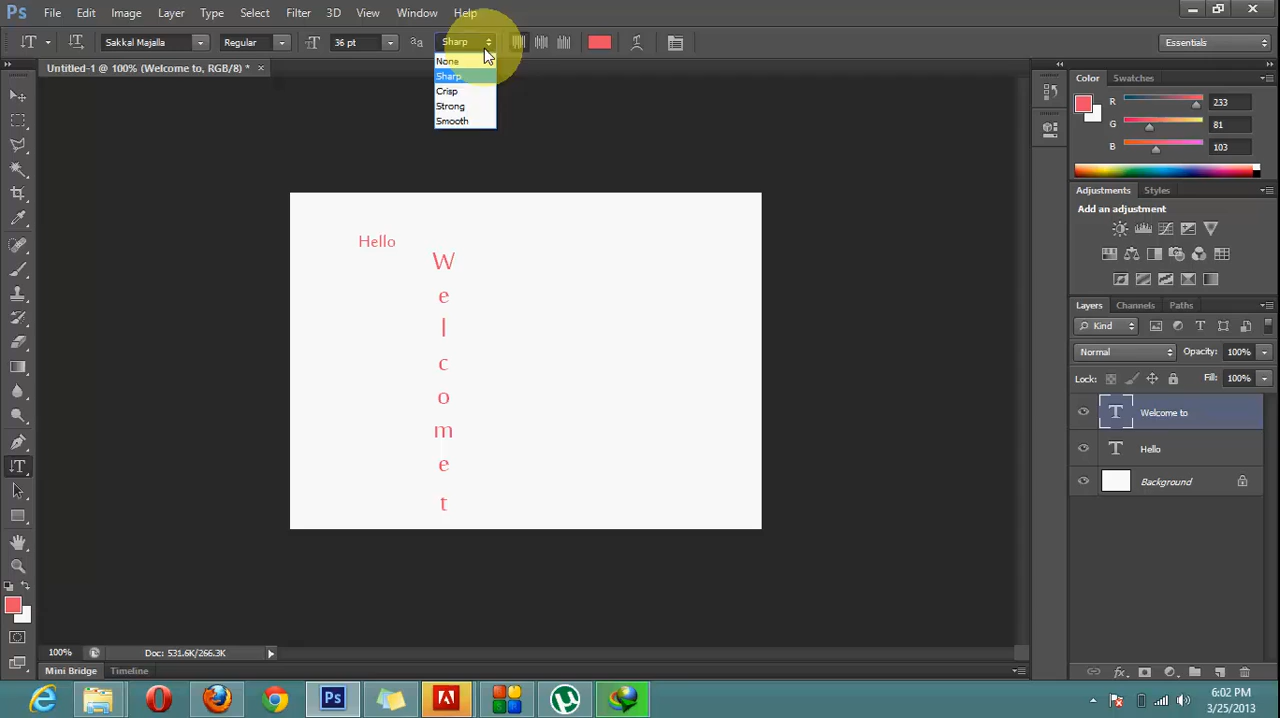 Ps File Edit Image Layer Type Select Filter 3D View Window Help
T T Sakkal Majalla Regular T 36 pt aa Sharp Essentials
Untitled-1 @ 100% (Welcome to, RGB/8) * ×
None
Sharp
Crisp
Strong
Smooth
Color Swatches
R 233
G 81
B 103
Adjustments Styles
Add an adjustment
Hello
W
e
l
c
o
m
e
t
Layers Channels Paths
Kind T
Normal Opacity: 100%
Lock: Fill: 100%
T Welcome to
T Hello
Background
100% Doc: 531.6K/266.3K
Mini Bridge Timeline
Ps
6:02 PM
3/25/2013